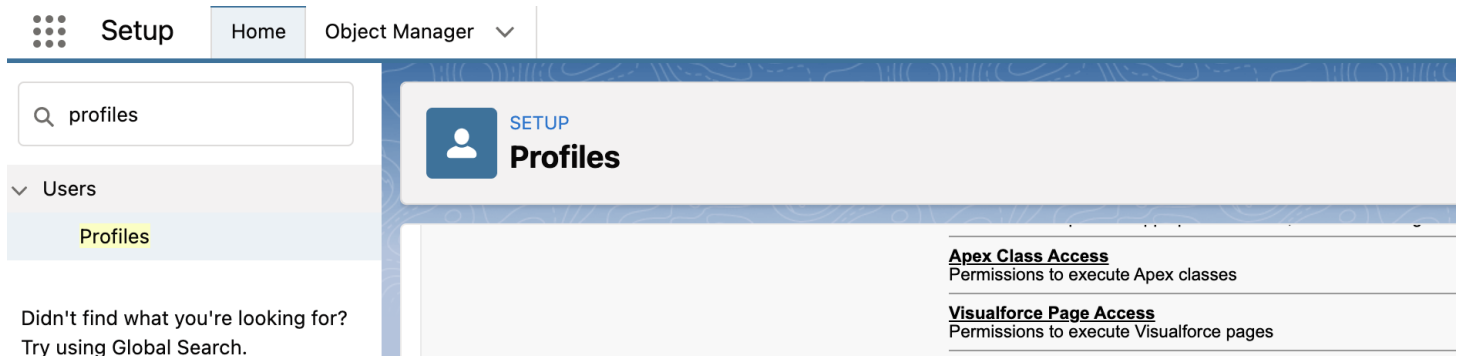 Setup
Home
Object Manager
profiles
Users
Profiles
Didn't find what you're looking for?
Try using Global Search.
SETUP
Profiles
Apex Class Access
Permissions to execute Apex classes
Visualforce Page Access
Permissions to execute Visualforce pages